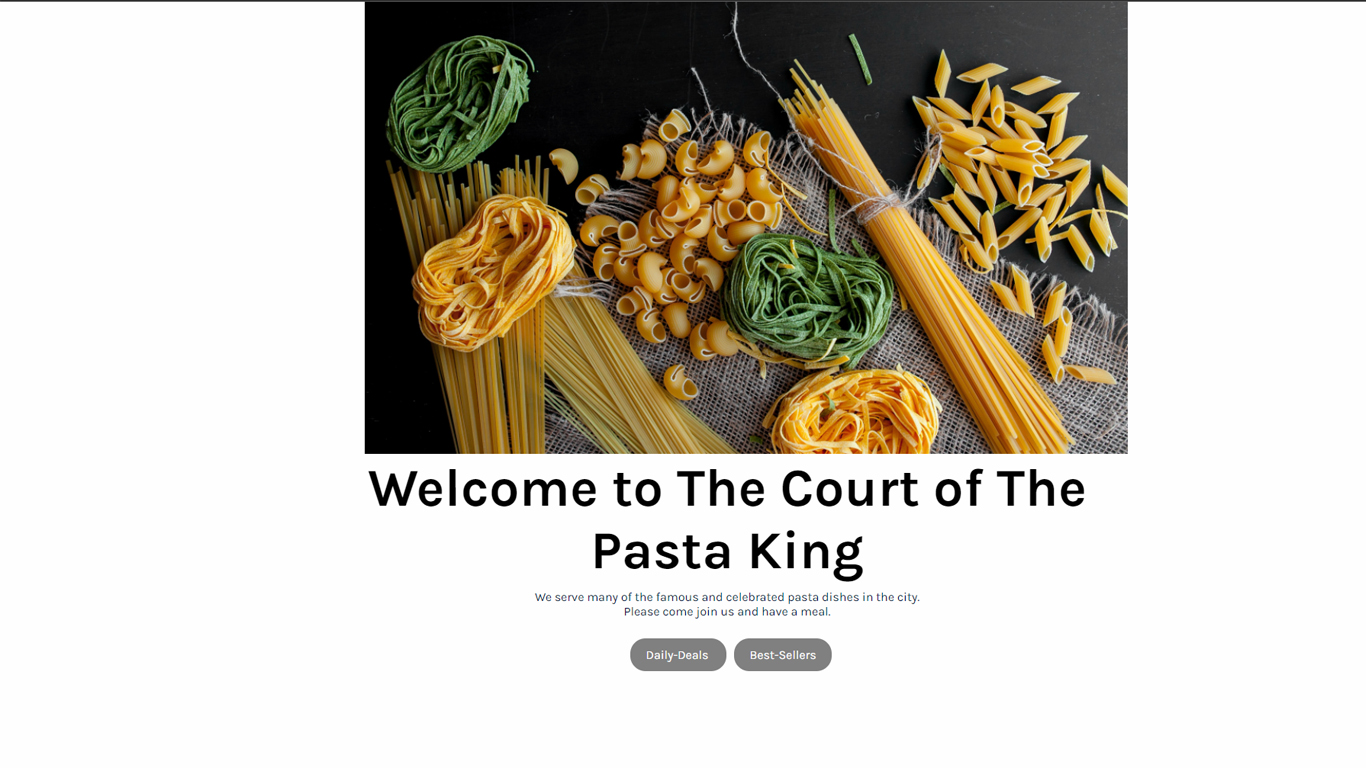 Welcome to The Court of The
Pasta King
We serve many of the famous and celebrated pasta dishes in the city.
Please come join us and have a meal.
Daily-Deals
Best-Sellers